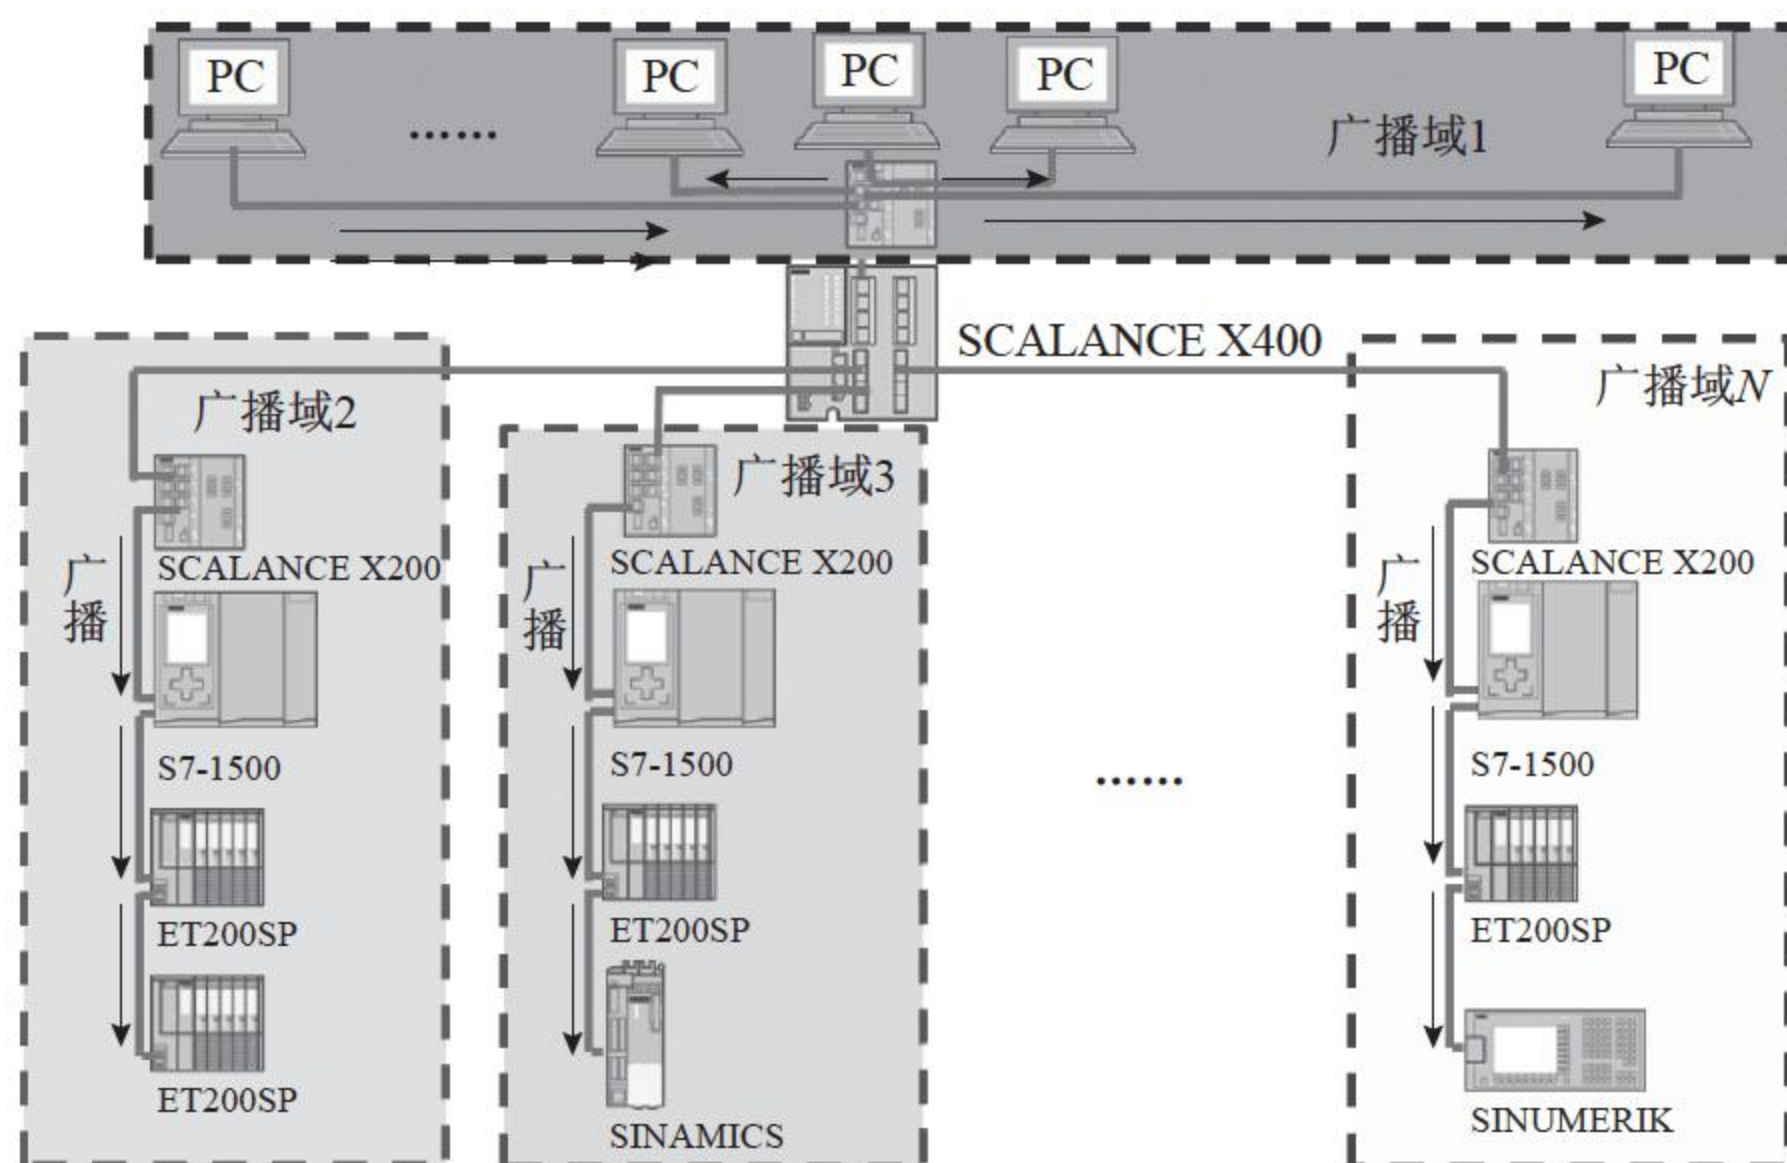 PC
……
PC
PC
PC
广播域1
PC
SCALANCE X400
广播域2
广播
SCALANCE X200
S7-1500
ET200SP
ET200SP
广播域3
广播
SCALANCE X200
S7-1500
ET200SP
SINAMICS
……
广播域N
广播
SCALANCE X200
S7-1500
ET200SP
SINUMERIK